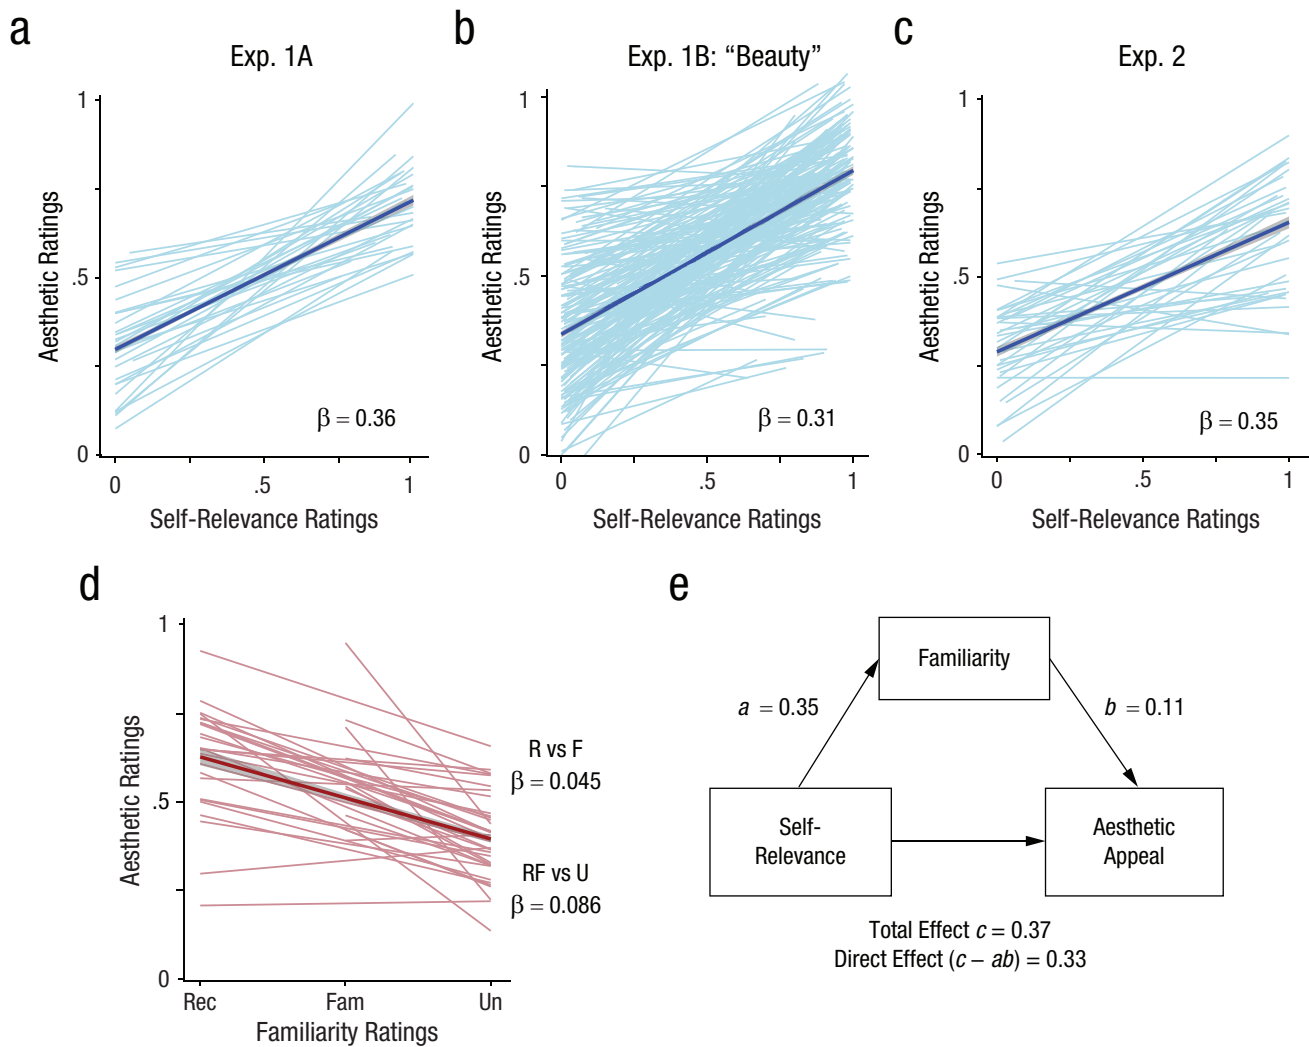 a
Exp. 1A
1
.5
0
Aesthetic Ratings
β = 0.36
0
.5
1
Self-Relevance Ratings
b
Exp. 1B: “Beauty”
1
.5
0
Aesthetic Ratings
β = 0.31
0
.5
1
Self-Relevance Ratings
c
Exp. 2
1
.5
0
Aesthetic Ratings
β = 0.35
0
.5
1
Self-Relevance Ratings
d
1
.5
0
Aesthetic Ratings
R vs F
β = 0.045
RF vs U
β = 0.086
Rec
Fam
Un
Familiarity Ratings
e
Familiarity
a = 0.35
b = 0.11
Self-
Relevance
Aesthetic
Appeal
Total Effect c = 0.37
Direct Effect (c – ab) = 0.33